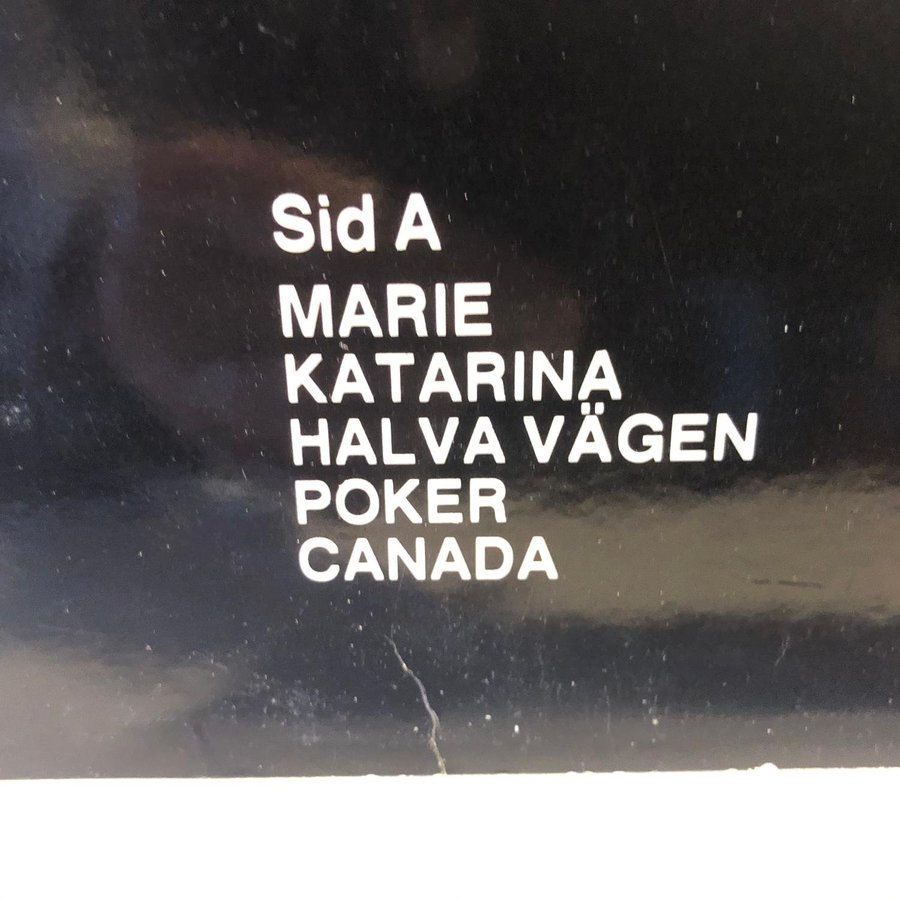 Sid A
MARIE
KATARINA
HALVA VÄGEN
POKER
CANADA